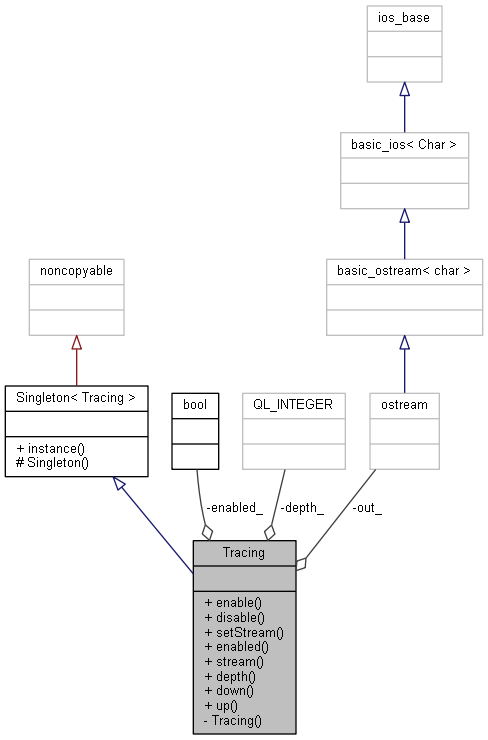 ios_base
basic_ios< Char >
basic_ostream< char >
noncopyable
Singleton< Tracing >
+ instance()
# Singleton()
bool
QL_INTEGER
ostream
-enabled_
-depth_
-out_
Tracing
+ enable()
+ disable()
+ setStream()
+ enabled()
+ stream()
+ depth()
+ down()
+ up()
- Tracing()